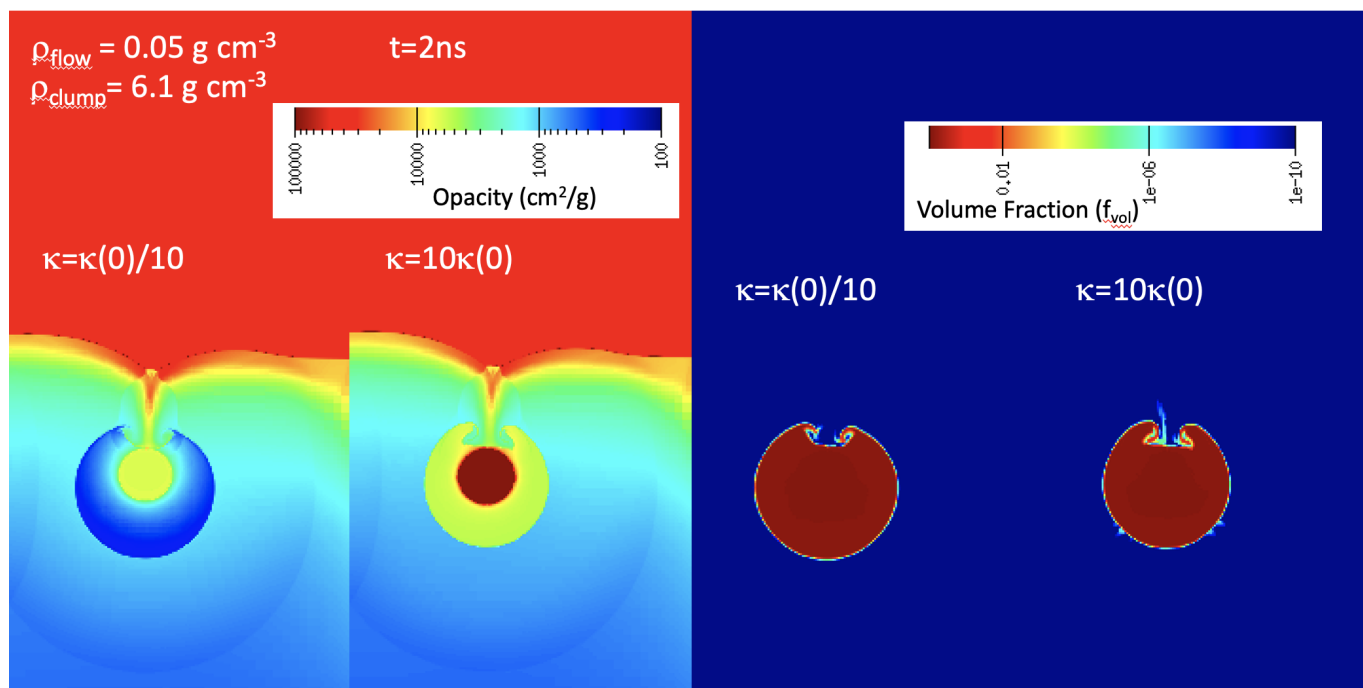 ρflow = 0.05 g cm-3
t=2ns
ρclump= 6.1 g cm-3
100000
10000
1000
100
Opacity (cm2/g)
0.01
1e-06
1e-10
Volume Fraction (fvol)
κ=κ(0)/10
κ=10κ(0)
κ=κ(0)/10
κ=10κ(0)